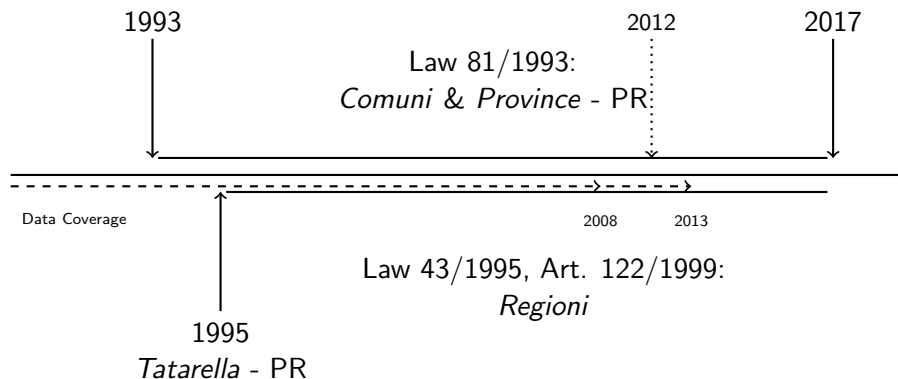 1993
2012
2017
Law 81/1993:
Comuni & Province - PR
Data Coverage
2008
2013
Law 43/1995, Art. 122/1999:
Regioni
1995
Tatarella - PR